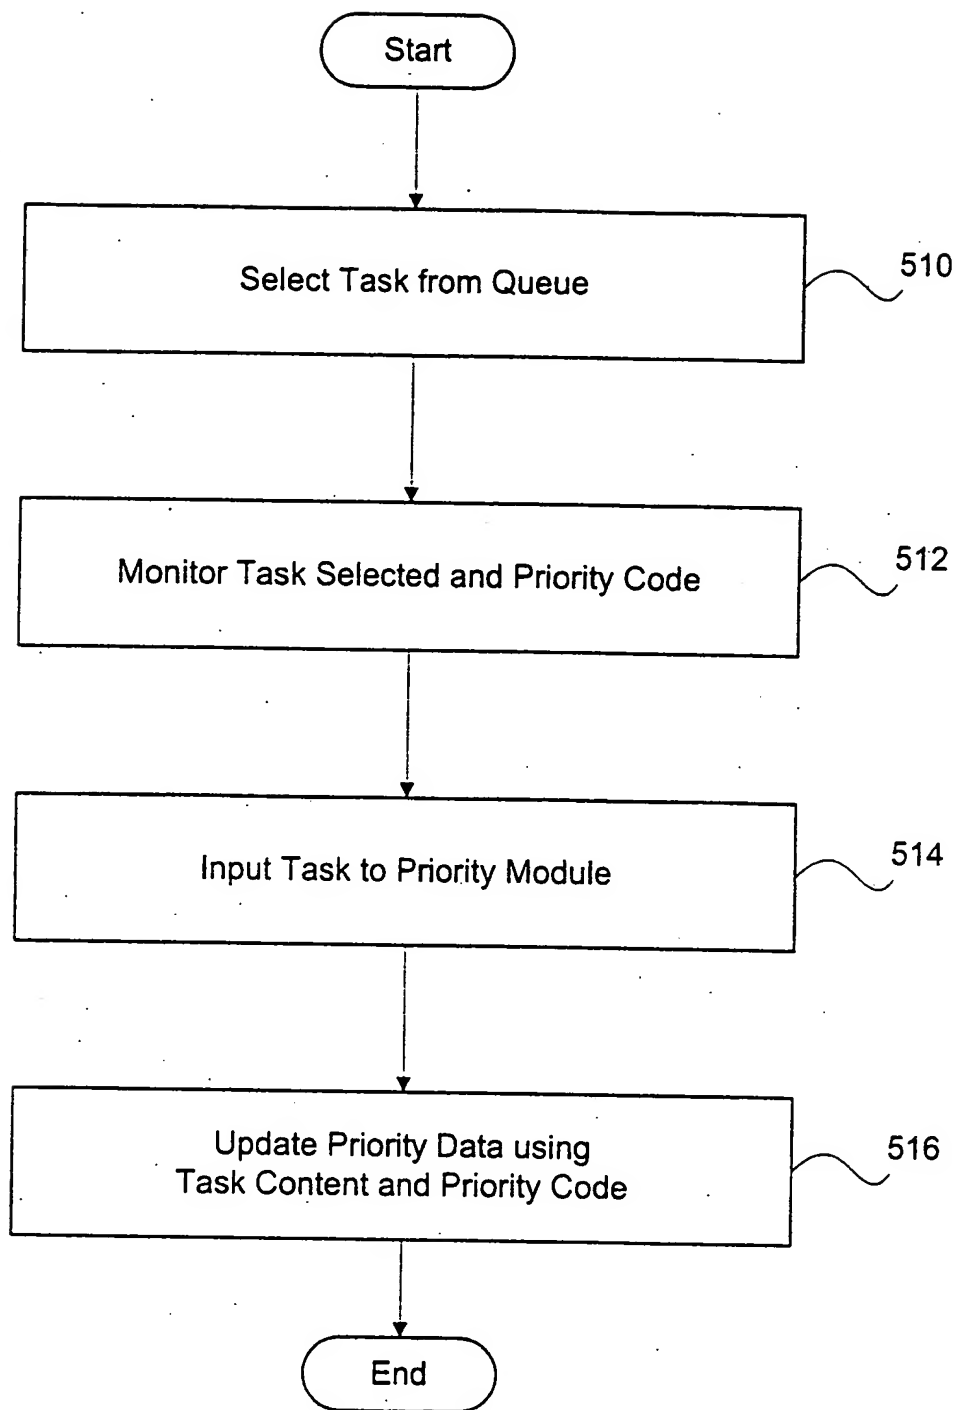 Start
Select Task from Queue
510
Monitor Task Selected and Priority Code
512
Input Task to Priority Module
514
Update Priority Data using
Task Content and Priority Code
516
End